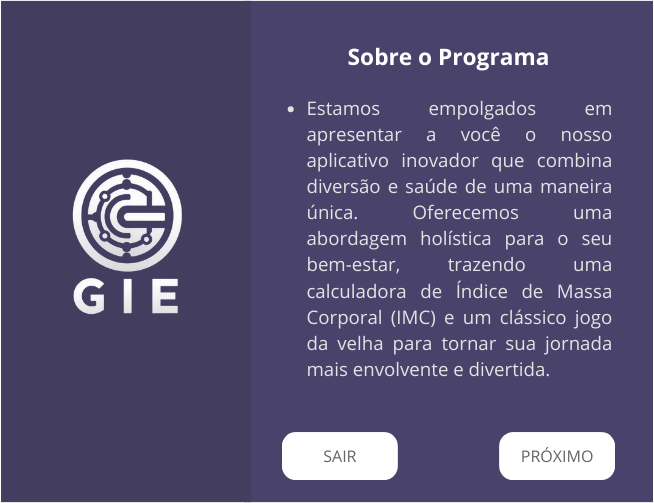 Sobre o Programa
• Estamos empolgados em
apresentar a você o nosso
aplicativo inovador que combina
diversão e saúde de uma maneira
única. Oferecemos uma
abordagem holística para o seu
bem-estar, trazendo uma
calculadora de Índice de Massa
Corporal (IMC) e um clássico jogo
da velha para tornar sua jornada
mais envolvente e divertida.
GIE
SAIR
PRÓXIMO